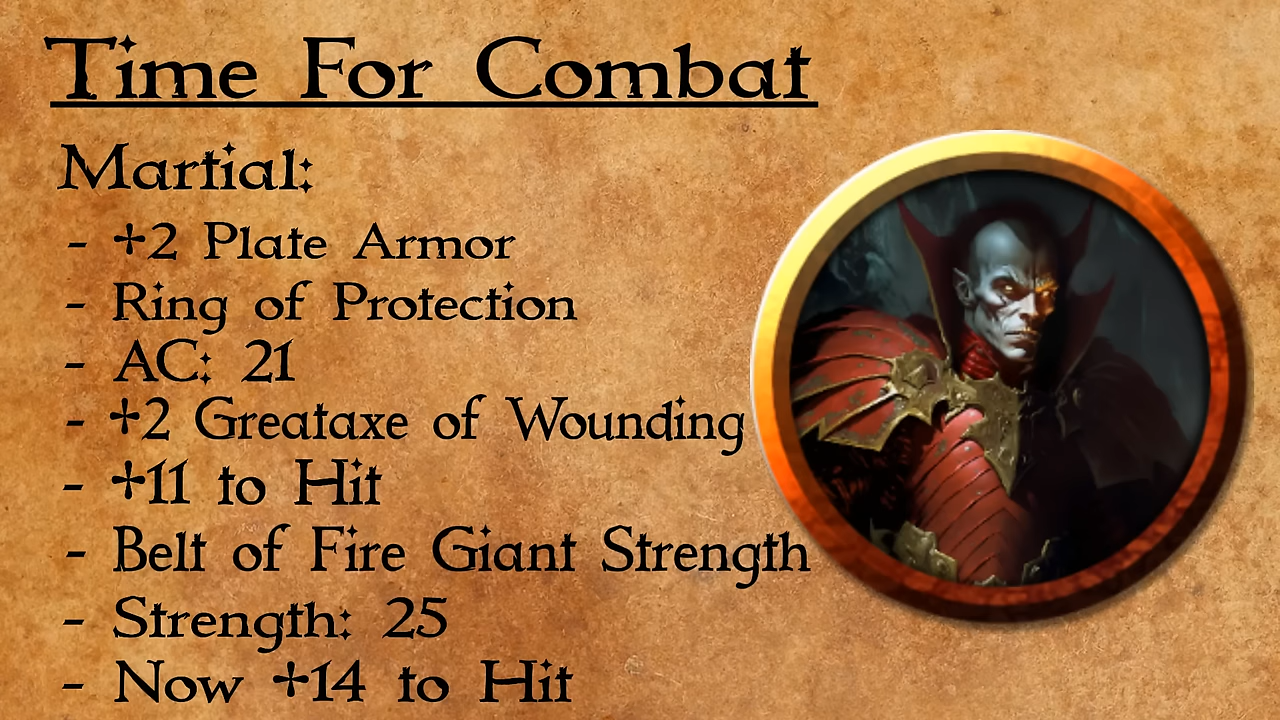 Time For Combat
Martial:
- +2 Plate Armor
- Ring of Protection
- AC: 21
- +2 Greataxe of Wounding
- +11 to Hit
- Belt of Fire Giant Strength
- Strength: 25
- Now +14 to Hit